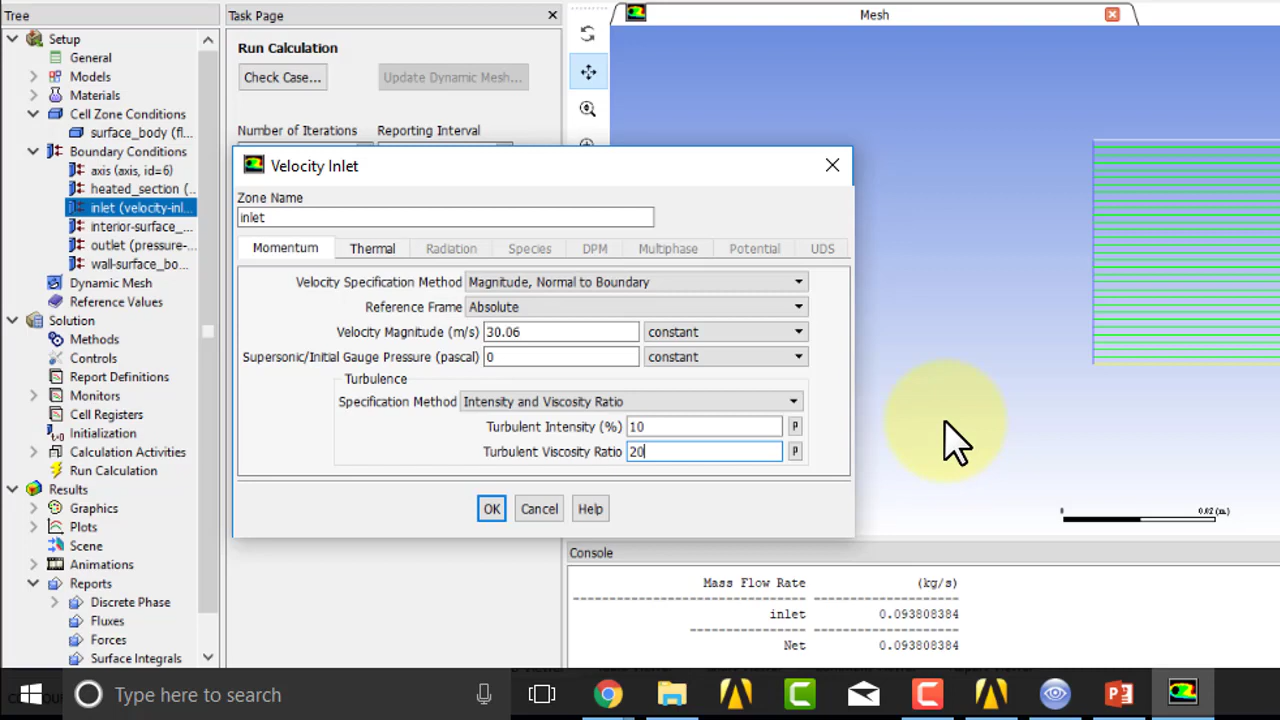 Tree
Task Page
Mesh
Setup
General
Models
Materials
Cell Zone Conditions
surface_body (fl...
Boundary Conditions
axis (axis, id=6)
heated_section (...
inlet (velocity-inl...
interior-surface_...
outlet (pressure-...
wall-surface_bo...
Dynamic Mesh
Reference Values
Solution
Methods
Controls
Report Definitions
Monitors
Cell Registers
Initialization
Calculation Activities
Run Calculation
Results
Graphics
Plots
Scene
Animations
Reports
Discrete Phase
Fluxes
Forces
Surface Integrals
Run Calculation
Check Case...
Update Dynamic Mesh...
Number of Iterations
Reporting Interval
Velocity Inlet
Zone Name
inlet
Momentum
Thermal
Radiation
Species
DPM
Multiphase
Potential
UDS
Velocity Specification Method Magnitude, Normal to Boundary
Reference Frame Absolute
Velocity Magnitude (m/s) 30.06 constant
Supersonic/Initial Gauge Pressure (pascal) 0 constant
Turbulence
Specification Method Intensity and Viscosity Ratio
Turbulent Intensity (%) 10 P
Turbulent Viscosity Ratio 20 P
OK
Cancel
Help
0 0.02 (m)
Console
Mass Flow Rate (kg/s)
inlet 0.093808384
Net 0.093808384
Type here to search